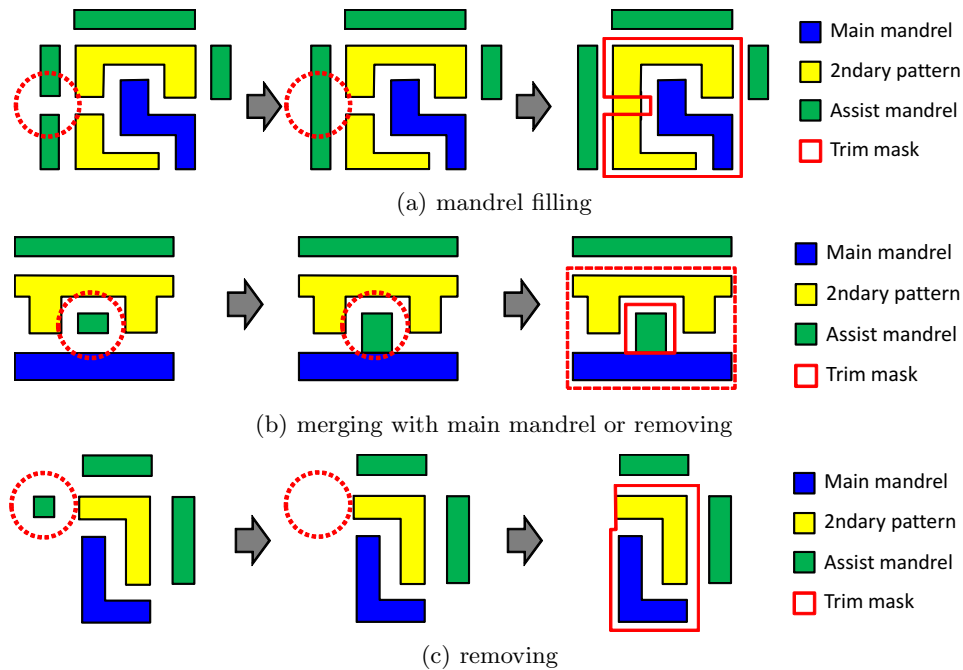 Main mandrel
2ndary pattern
Assist mandrel
Trim mask
(a) mandrel filling
Main mandrel
2ndary pattern
Assist mandrel
Trim mask
(b) merging with main mandrel or removing
Main mandrel
2ndary pattern
Assist mandrel
Trim mask
(c) removing